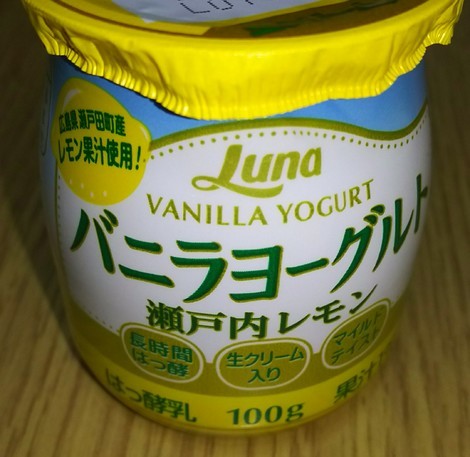 広島県瀬戸田町産
レモン果汁使用!
Luna
VANILLA YOGURT
バニラヨーグルト
瀬戸内レモン
長時間
はっ酵
生クリーム
入り
マイルド
テイスト
はっ酵乳
100g
果汁